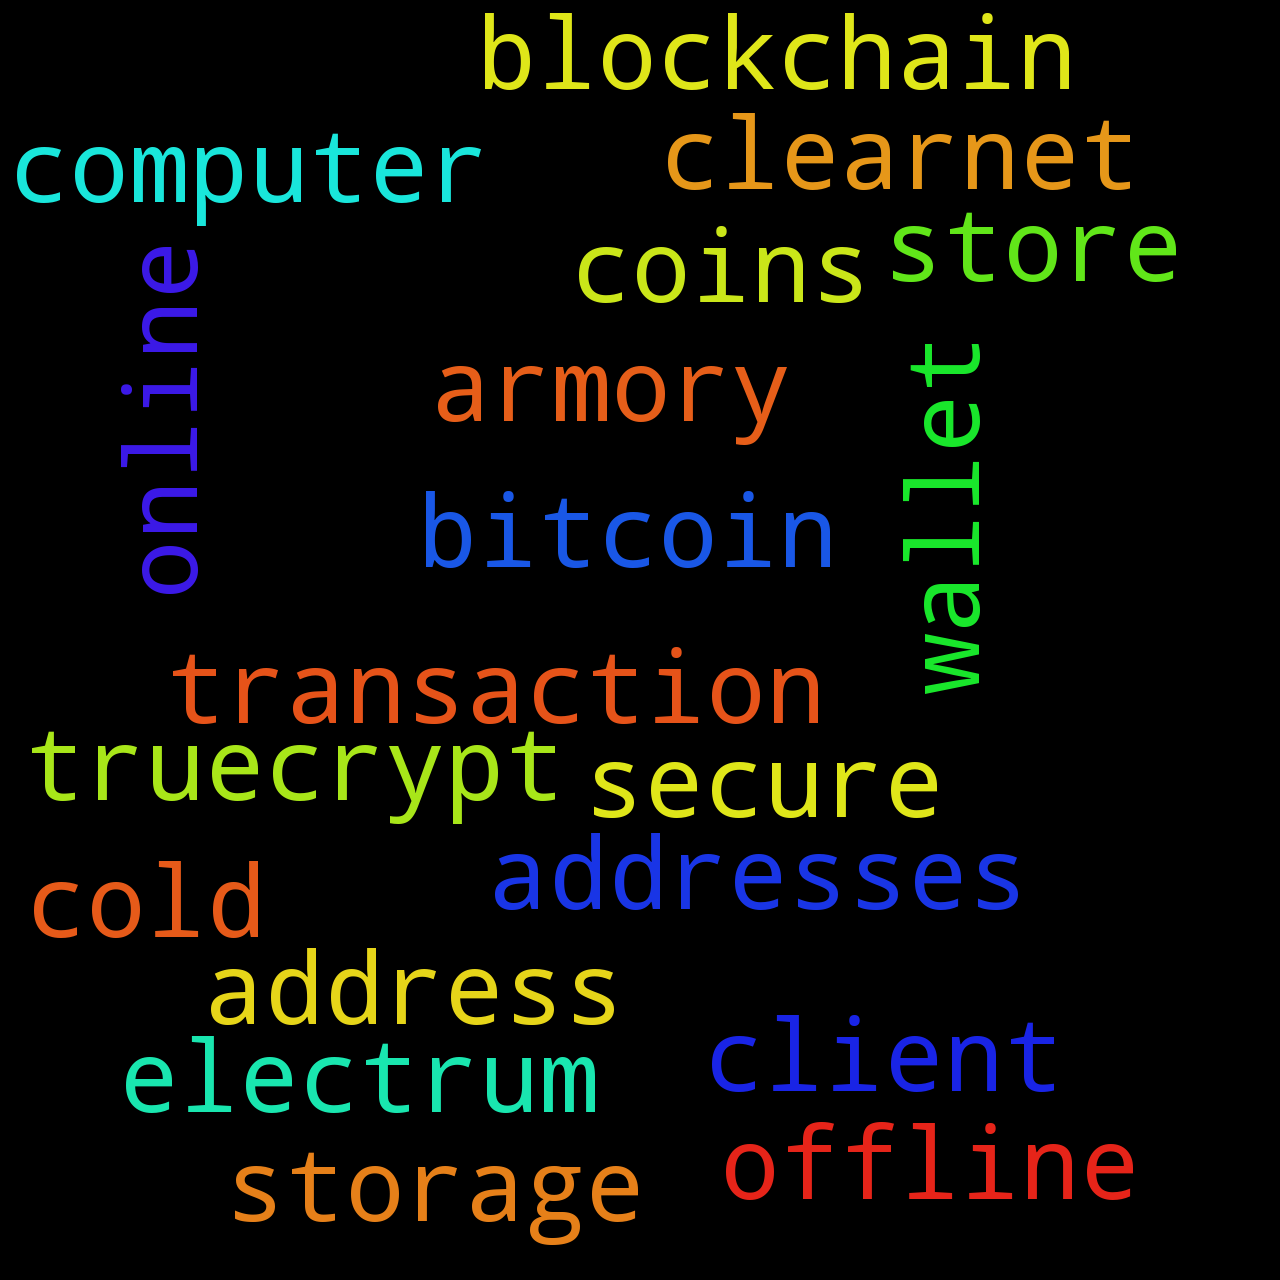 blockchain
clearnet
computer
store
coins
online
armory
wallet
bitcoin
transaction
truecrypt
secure
addresses
cold
address
client
electrum
offline
storage